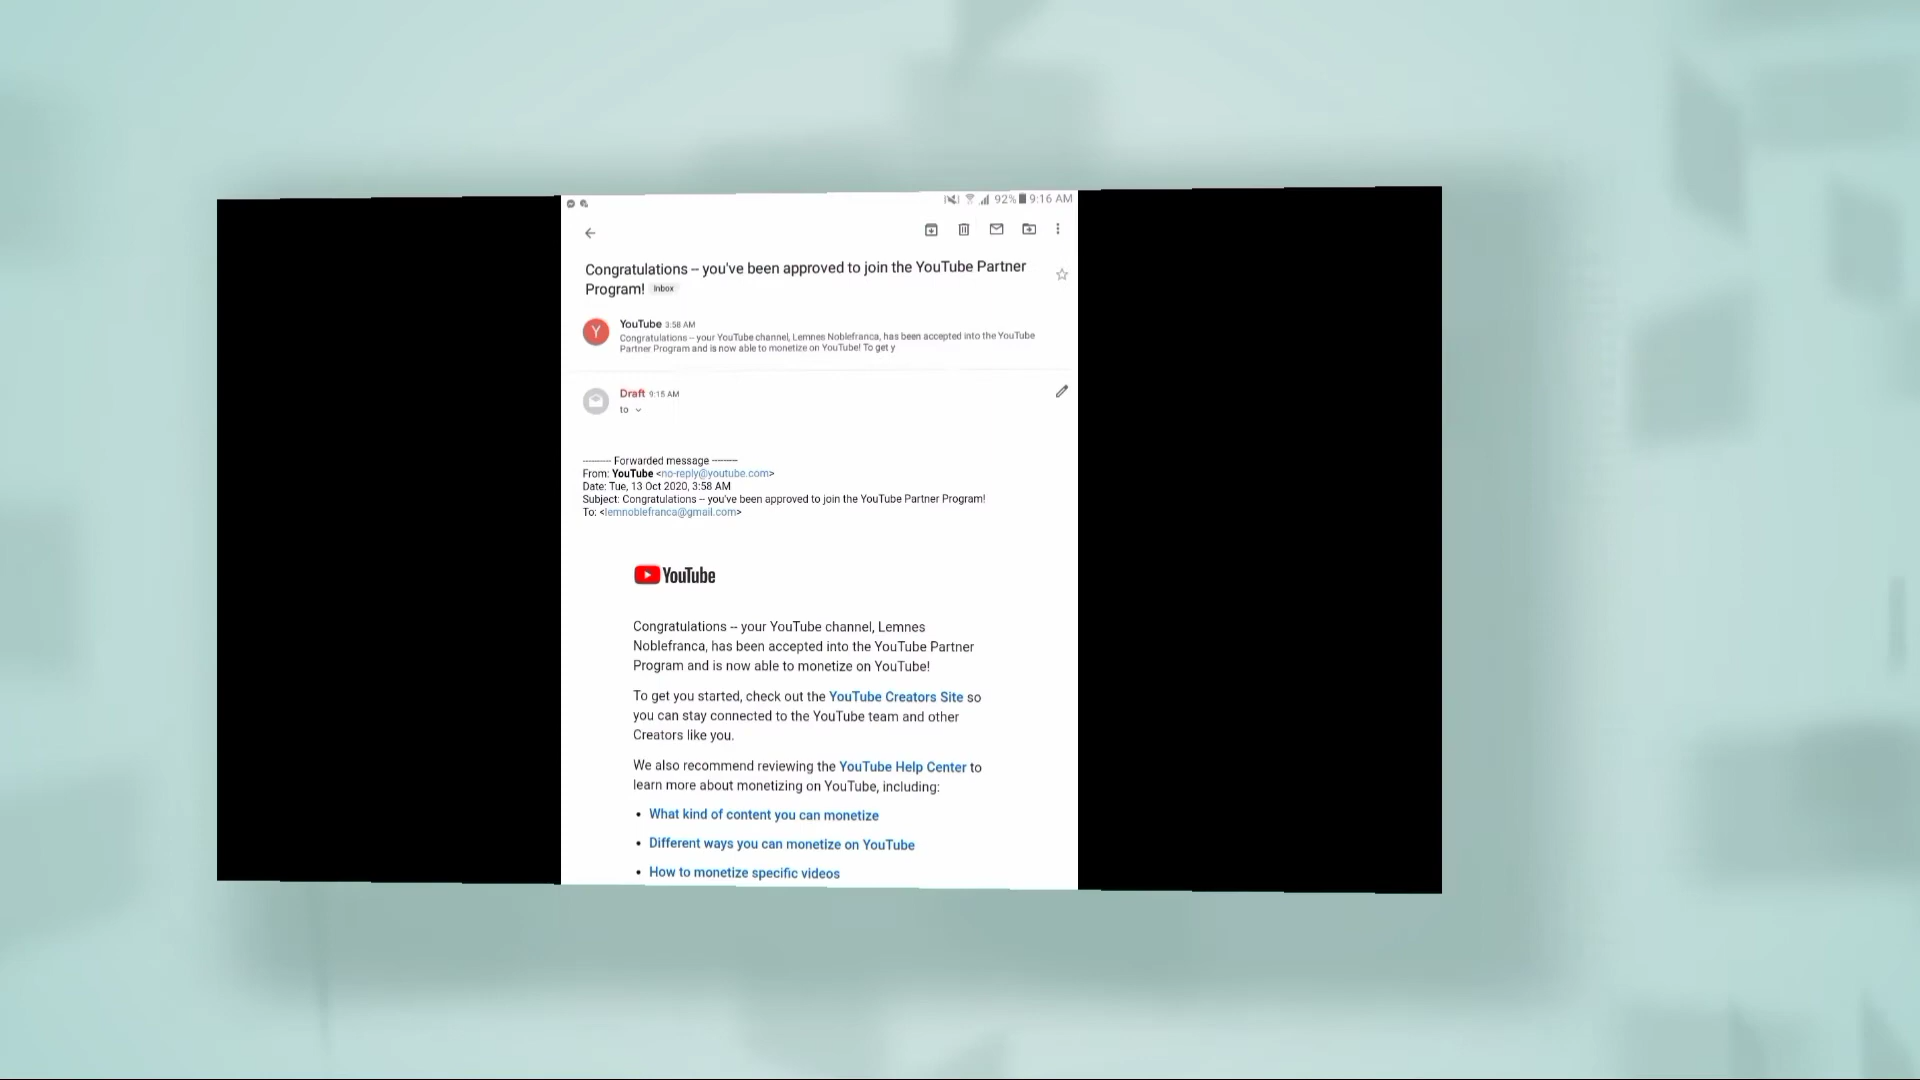 92% 9:16 AM
Congratulations – you've been approved to join the YouTube Partner
Program! Inbox
Y
YouTube 3:58 AM
Congratulations – your YouTube channel, Lemnes Noblefranca, has been accepted into the YouTube
Partner Program and is now able to monetize on YouTube! To get y
Draft 9:15 AM
to
---------- Forwarded message ---------
From: YouTube <no-reply@youtube.com>
Date: Tue, 13 Oct 2020, 3:58 AM
Subject: Congratulations – you've been approved to join the YouTube Partner Program!
To: <lemnoblefranca@gmail.com>
YouTube
Congratulations – your YouTube channel, Lemnes
Noblefranca, has been accepted into the YouTube Partner
Program and is now able to monetize on YouTube!
To get you started, check out the YouTube Creators Site so
you can stay connected to the YouTube team and other
Creators like you.
We also recommend reviewing the YouTube Help Center to
learn more about monetizing on YouTube, including:
• What kind of content you can monetize
• Different ways you can monetize on YouTube
• How to monetize specific videos